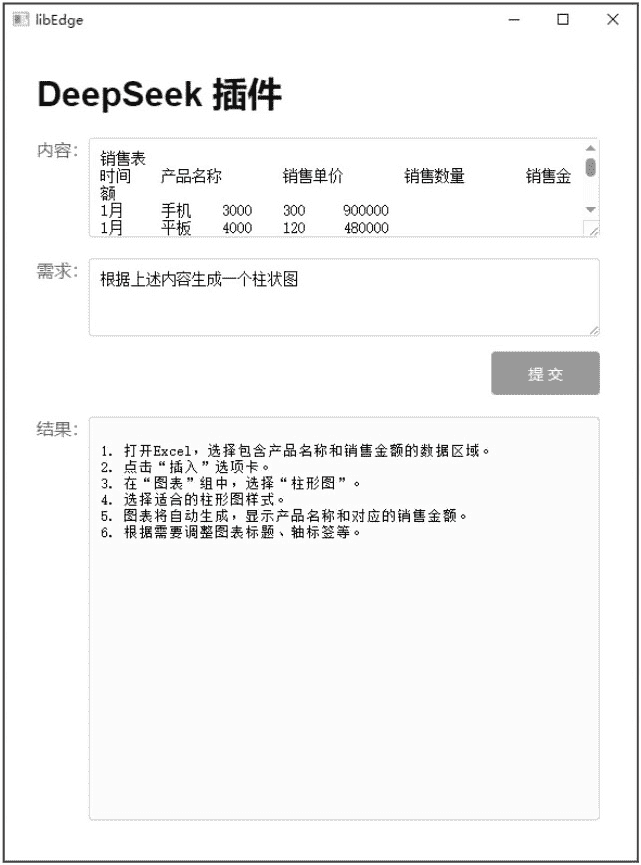 libEdge
DeepSeek 插件
内容：
销售表
时间 产品名称 销售单价 销售数量 销售金
额
1月 手机 3000 300 900000
1月 平板 4000 120 480000
需求：
根据上述内容生成一个柱状图
提 交
结果：
1. 打开Excel，选择包含产品名称和销售金额的数据区域。
2. 点击“插入”选项卡。
3. 在“图表”组中，选择“柱形图”。
4. 选择适合的柱形图样式。
5. 图表将自动生成，显示产品名称和对应的销售金额。
6. 根据需要调整图表标题、轴标签等。